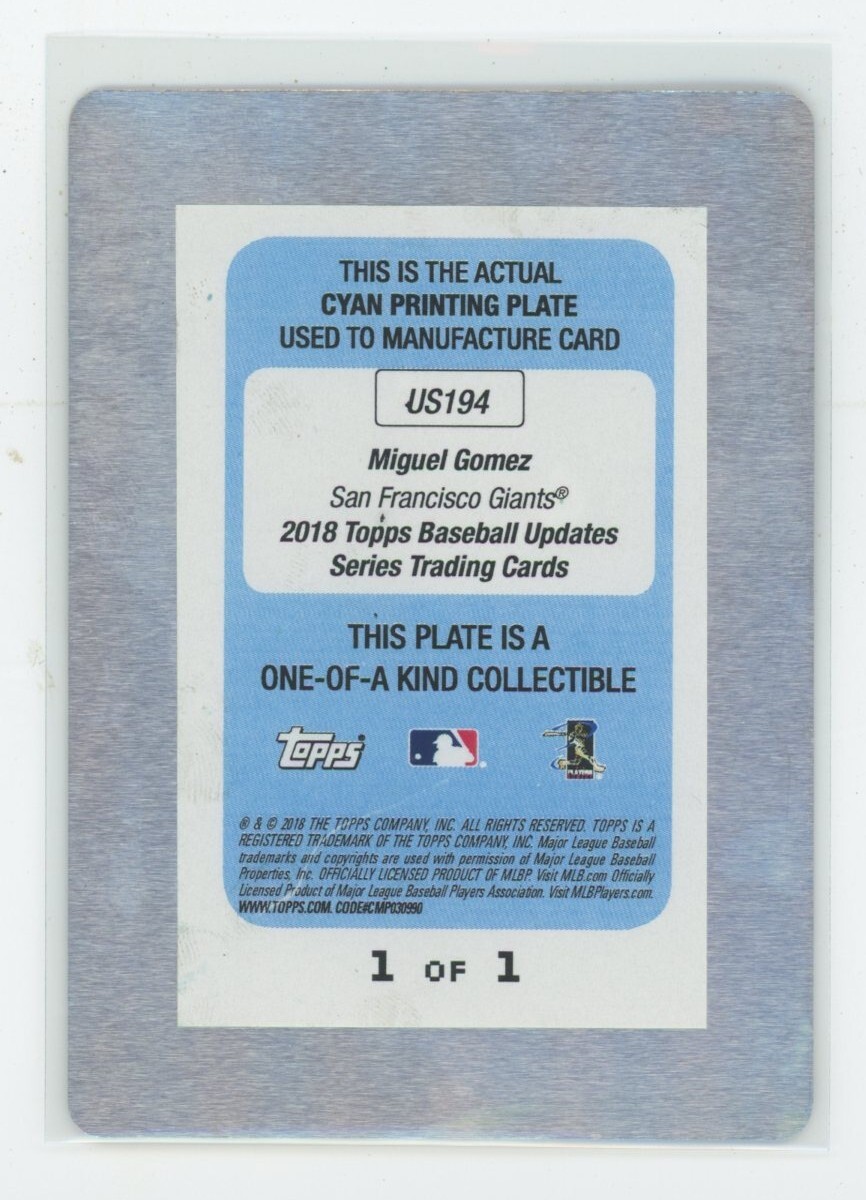 THIS IS THE ACTUAL
CYAN PRINTING PLATE
USED TO MANUFACTURE CARD
US194
Miguel Gomez
San Francisco Giants®
2018 Topps Baseball Updates
Series Trading Cards
THIS PLATE IS A
ONE-OF-A KIND COLLECTIBLE
Topps®
PLAYERS
® & © 2018 THE TOPPS COMPANY, INC. ALL RIGHTS RESERVED. TOPPS IS A
REGISTERED TRADEMARK OF THE TOPPS COMPANY, INC. Major League Baseball
trademarks and copyrights are used with permission of Major League Baseball
Properties, Inc. OFFICIALLY LICENSED PRODUCT OF MLBP. Visit MLB.com Officially
Licensed Product of Major League Baseball Players Association. Visit MLBPlayers.com.
WWW.TOPPS.COM. CODE#CMP030990
1 OF 1